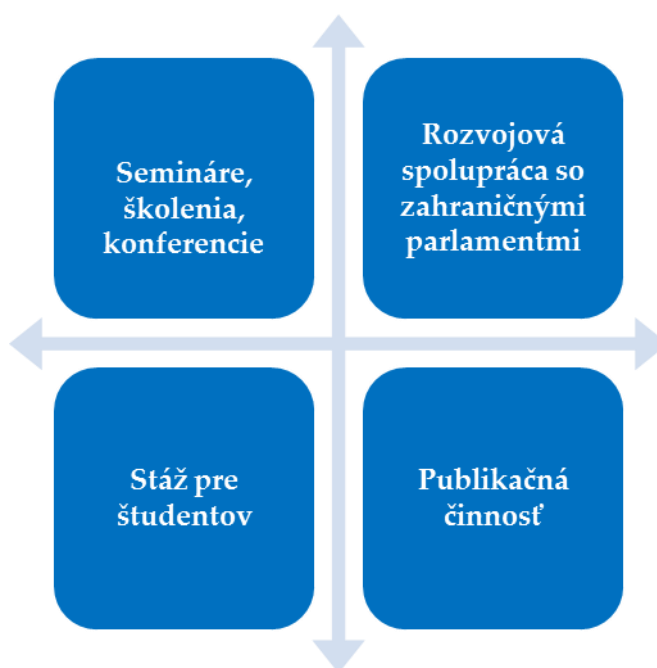 Semináre,
školenia,
konferencie
Rozvojová
spolupráca so
zahraničnými
parlamentmi
Stáž pre
študentov
Publikačná
činnosť